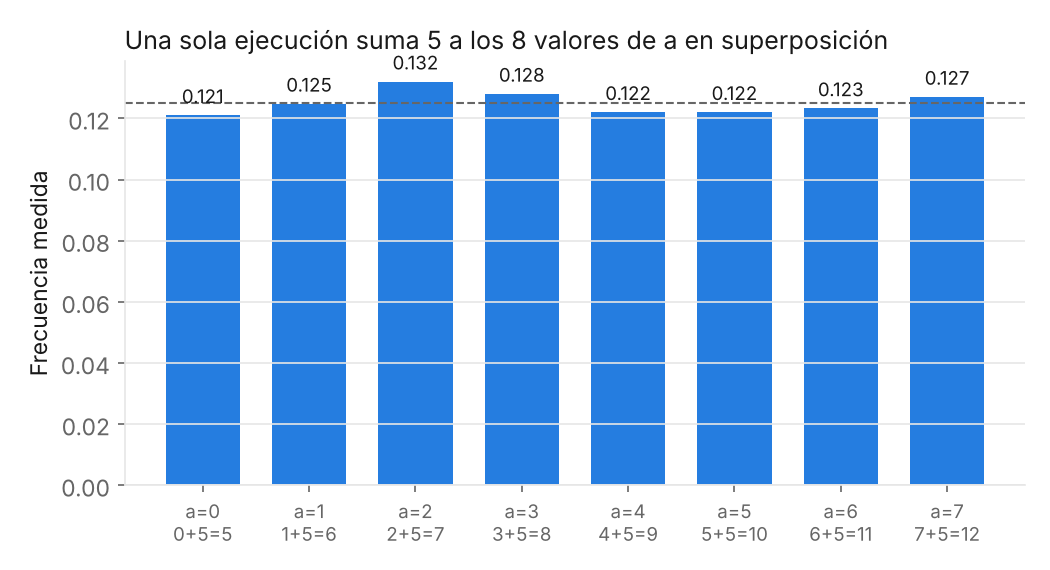 Una sola ejecución suma 5 a los 8 valores de a en superposición
0.121 0.125 0.132 0.128 0.122 0.122 0.123 0.127
Frecuencia medida
0.12
0.10
0.08
0.06
0.04
0.02
0.00
a=0 a=1 a=2 a=3 a=4 a=5 a=6 a=7
0+5=5 1+5=6 2+5=7 3+5=8 4+5=9 5+5=10 6+5=11 7+5=12